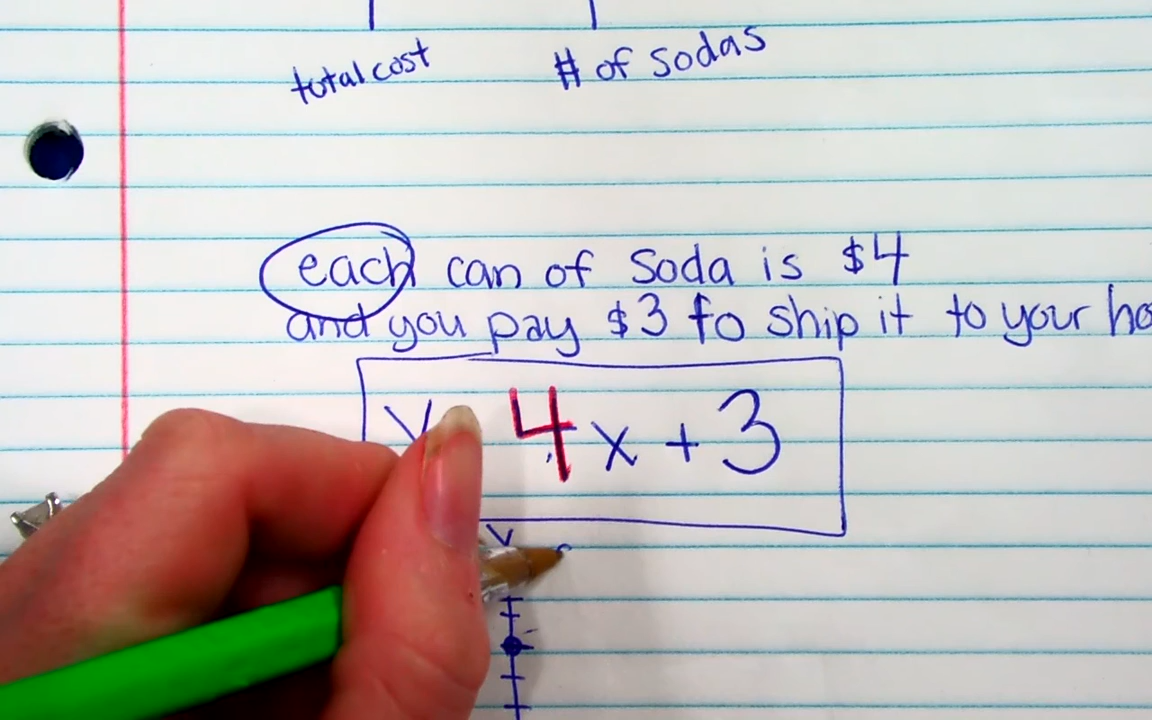 total cost # of sodas
each can of soda is $4
and you pay $3 to ship it to your
y 4x + 3
y